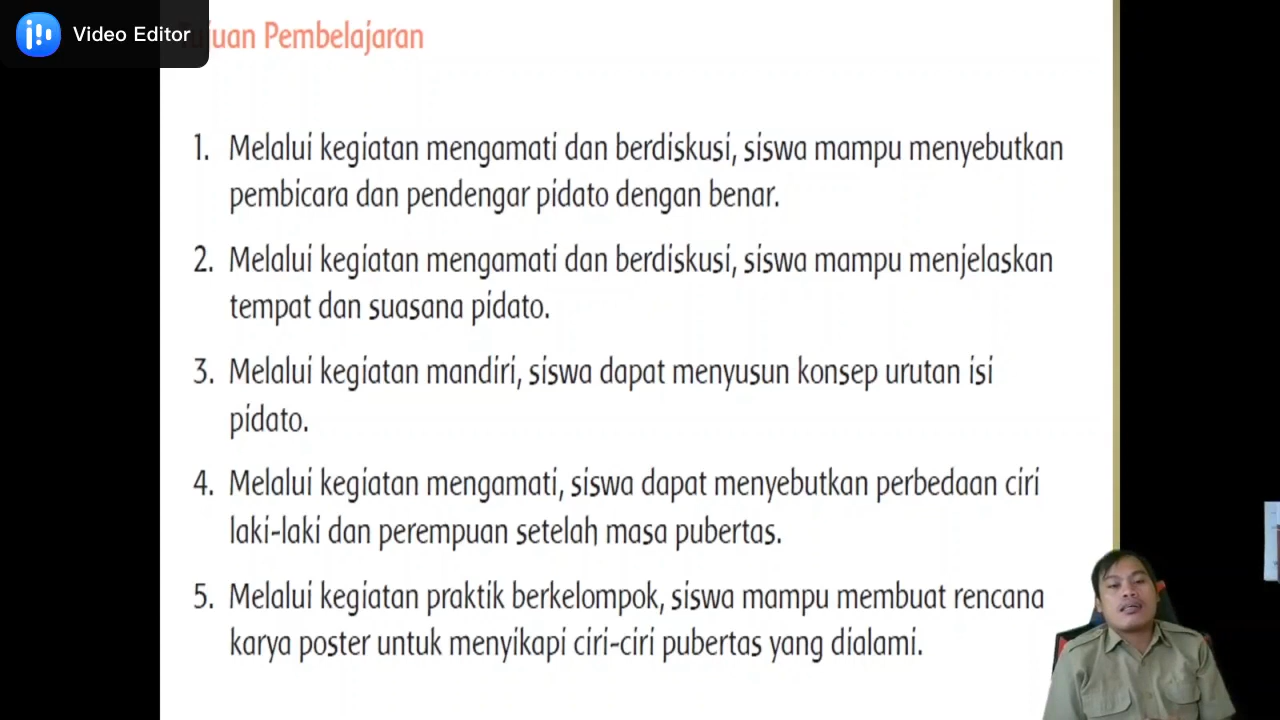 Video Editor
Tujuan Pembelajaran
1. Melalui kegiatan mengamati dan berdiskusi, siswa mampu menyebutkan
pembicara dan pendengar pidato dengan benar.
2. Melalui kegiatan mengamati dan berdiskusi, siswa mampu menjelaskan
tempat dan suasana pidato.
3. Melalui kegiatan mandiri, siswa dapat menyusun konsep urutan isi
pidato.
4. Melalui kegiatan mengamati, siswa dapat menyebutkan perbedaan ciri
laki-laki dan perempuan setelah masa pubertas.
5. Melalui kegiatan praktik berkelompok, siswa mampu membuat rencana
karya poster untuk menyikapi ciri-ciri pubertas yang dialami.